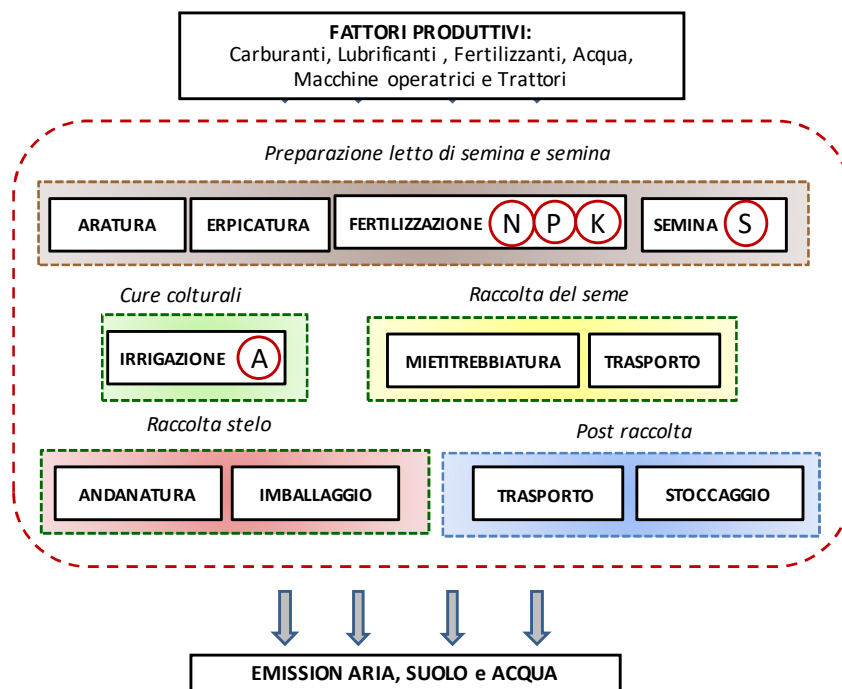 FATTORI PRODUTTIVI:
Carburanti, Lubrificanti , Fertilizzanti, Acqua,
Macchine operatrici e Trattori
Preparazione letto di semina e semina
ARATURA
ERPICATURA
FERTILIZZAZIONE N P K
SEMINA S
Cure colturali
Raccolta del seme
IRRIGAZIONE A
MIETITREBBIATURA
TRASPORTO
Raccolta stelo
Post raccolta
ANDANATURA
IMBALLAGGIO
TRASPORTO
STOCCAGGIO
EMISSION ARIA, SUOLO e ACQUA